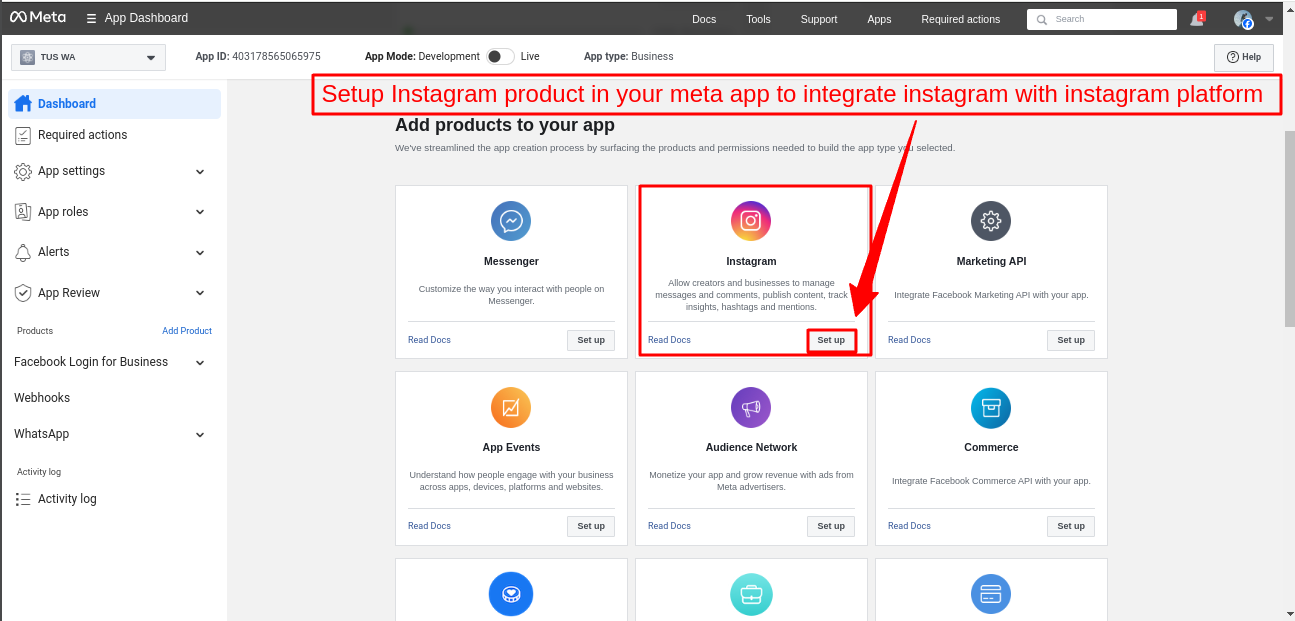 Meta
App Dashboard
Docs
Tools
Support
Apps
Required actions
Search
1
TUS WA
App ID: 403178565065975
App Mode: Development
Live
App type: Business
Help
Setup Instagram product in your meta app to integrate instagram with instagram platform
Dashboard
Required actions
App settings
App roles
Alerts
App Review
Products
Add Product
Facebook Login for Business
Webhooks
WhatsApp
Activity log
Activity log
Add products to your app
We've streamlined the app creation process by surfacing the products and permissions needed to build the app type you selected.
Messenger
Customize the way you interact with people on
Messenger.
Read Docs
Set up
Instagram
Allow creators and businesses to manage
messages and comments, publish content, track
insights, hashtags and mentions.
Read Docs
Set up
Marketing API
Integrate Facebook Marketing API with your app.
Read Docs
Set up
App Events
Understand how people engage with your business
across apps, devices, platforms and websites.
Read Docs
Set up
Audience Network
Monetize your app and grow revenue with ads from
Meta advertisers.
Read Docs
Set up
Commerce
Integrate Facebook Commerce API with your app.
Read Docs
Set up